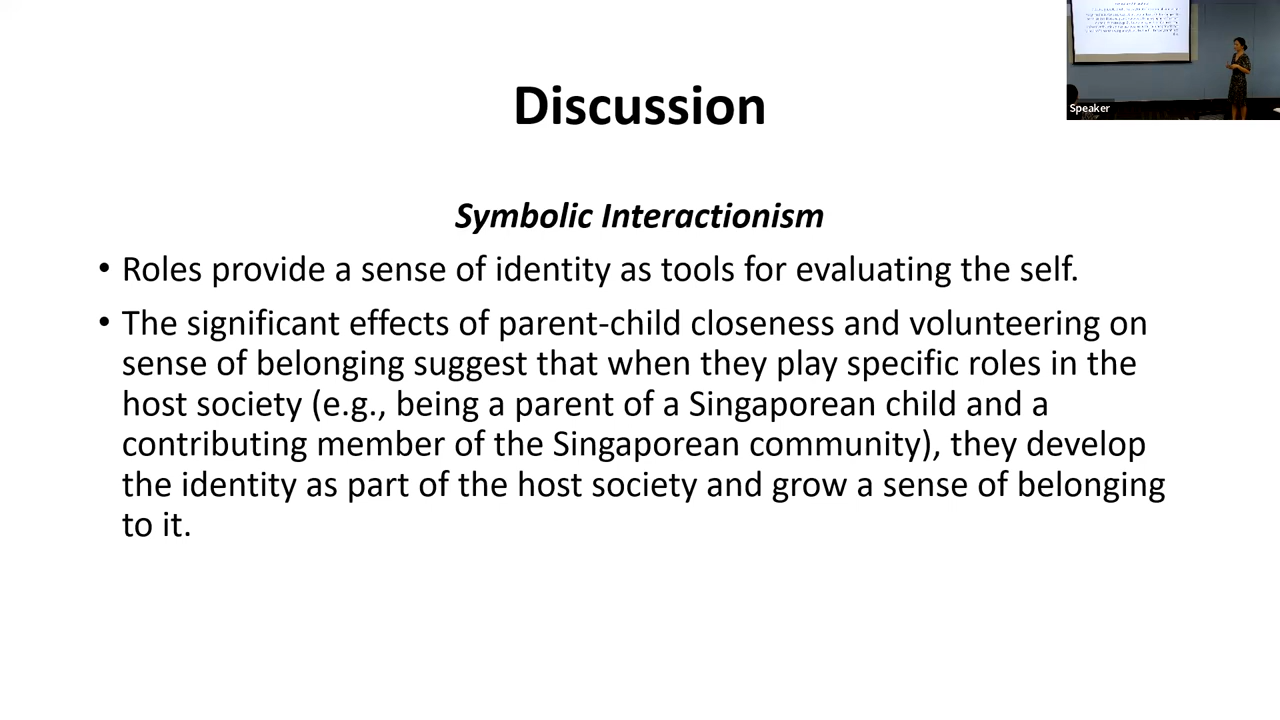 Discussion
Speaker
Symbolic Interactionism
• Roles provide a sense of identity as tools for evaluating the self.
• The significant effects of parent-child closeness and volunteering on
sense of belonging suggest that when they play specific roles in the
host society (e.g., being a parent of a Singaporean child and a
contributing member of the Singaporean community), they develop
the identity as part of the host society and grow a sense of belonging
to it.